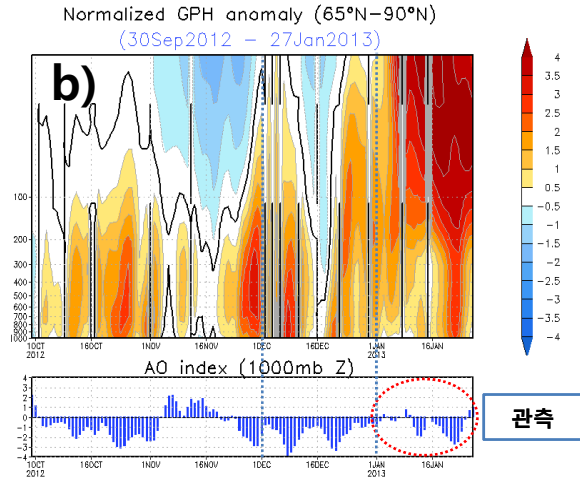 Normalized GPH anomaly (65°N−90°N)
(30Sep2012 − 27Jan2013)
b)
100
200
300
400
500
600
700
800
900
1000
1OCT
2012
16OCT
1NOV
16NOV
1DEC
16DEC
1JAN
2013
16JAN
4
3.5
3
2.5
2
1.5
1
0.5
−0.5
−1
−1.5
−2
−2.5
−3
−3.5
−4
AO index (1000mb Z)
4
3
2
1
0
−1
−2
−3
−4
1OCT
2012
16OCT
1NOV
16NOV
1DEC
16DEC
1JAN
2013
16JAN
관측